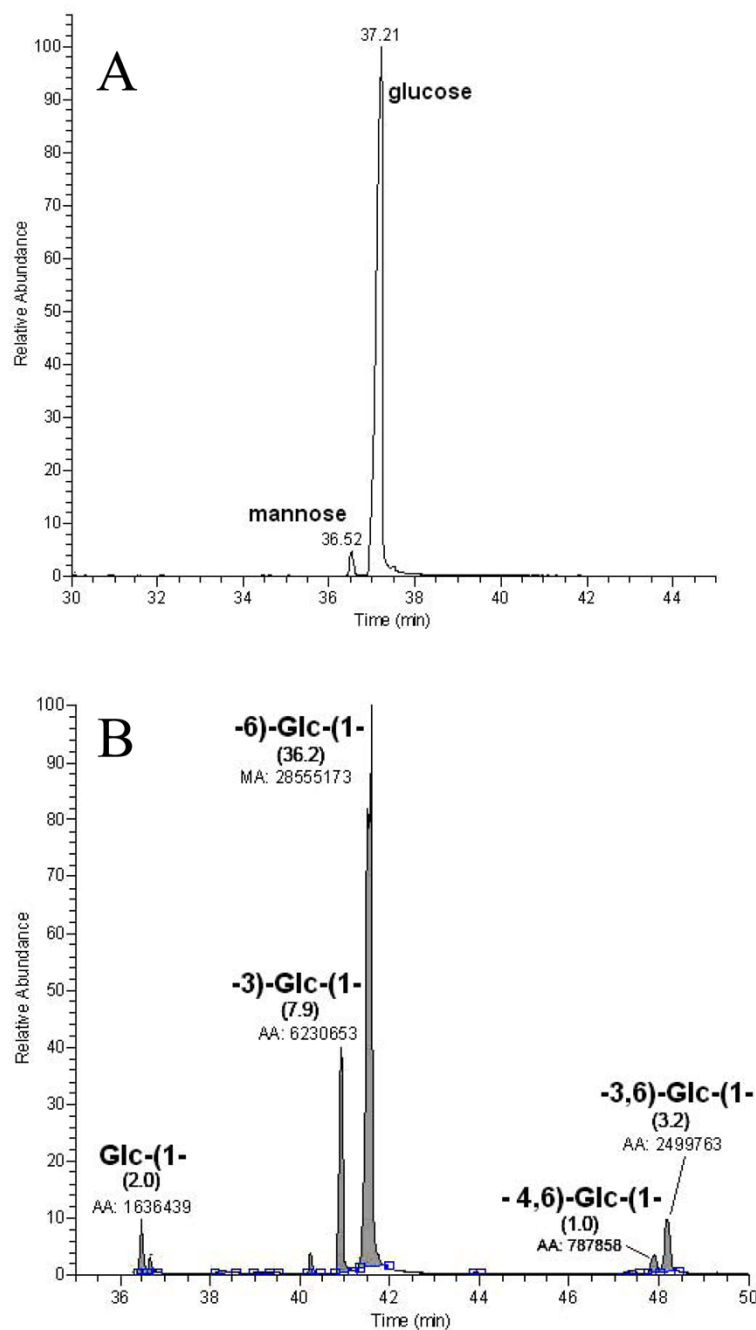 A
37.21
glucose
mannose
36.52
Relative Abundance
100
90
80
70
60
50
40
30
20
10
0
30 32 34 36 38 40 42 44
Time (min)
B
-6)-Glc-(1-
(36.2)
MA: 28555173
-3)-Glc-(1-
(7.9)
AA: 6230653
Glc-(1-
(2.0)
AA: 1636439
-3,6)-Glc-(1-
(3.2)
AA: 2499763
- 4,6)-Glc-(1-
(1.0)
AA: 787858
Relative Abundance
100
90
80
70
60
50
40
30
20
10
0
36 38 40 42 44 46 48 50
Time (min)